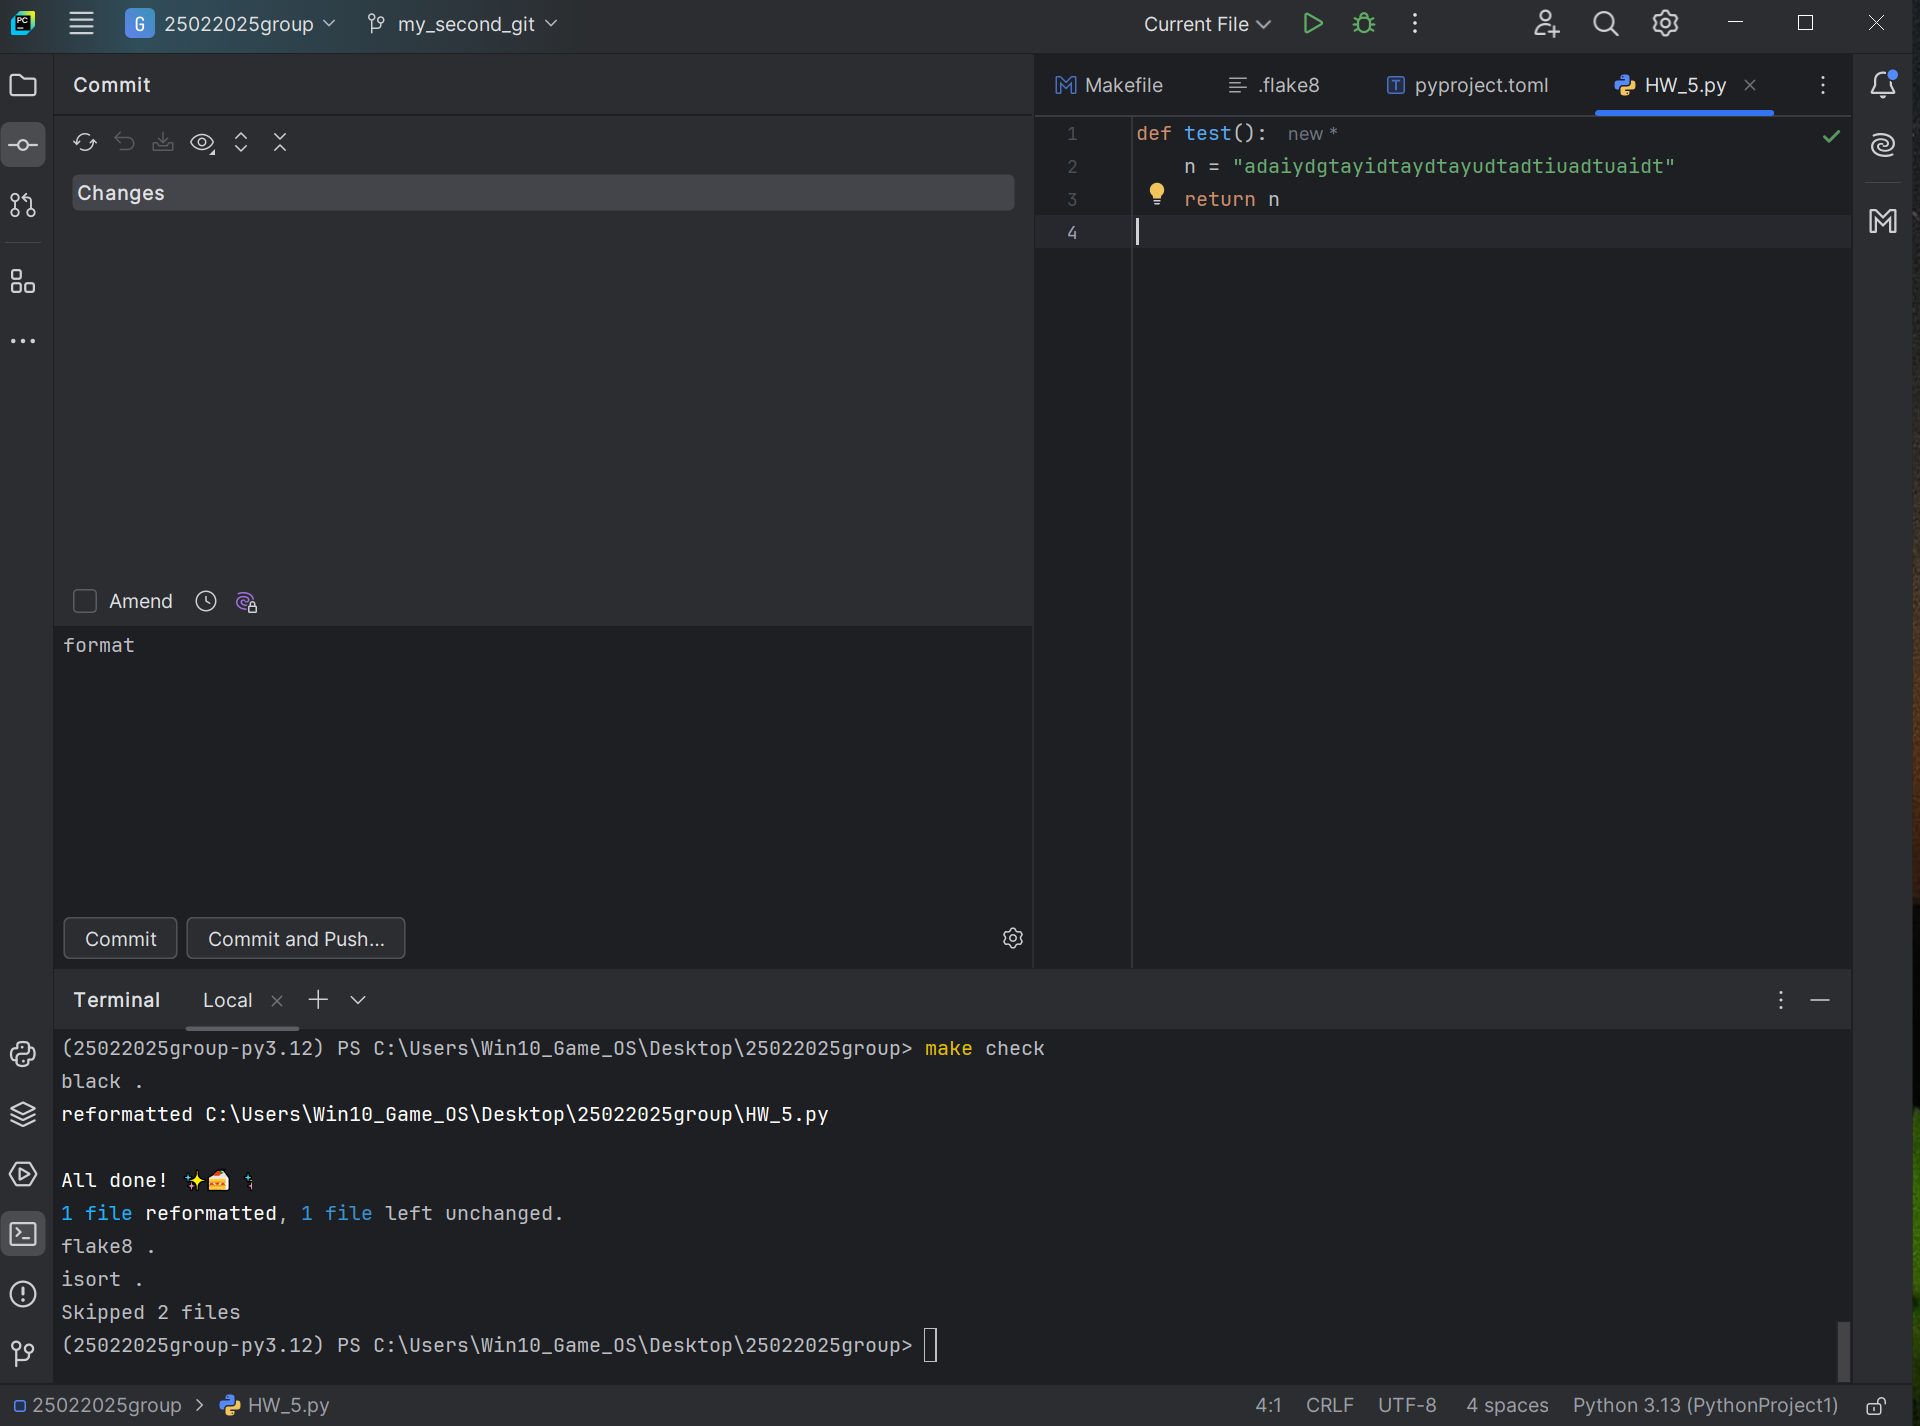 G 25022025group my_second_git Current File
Commit
Changes
Amend
format
Commit Commit and Push...
Makefile .flake8 pyproject.toml HW_5.py
1 def test(): new *
2 n = "adaiydgtayidtaydtayudtadtiuadtuaidt"
3 return n
4
Terminal Local
(25022025group-py3.12) PS C:\Users\Win10_Game_OS\Desktop\25022025group> make check
black .
reformatted C:\Users\Win10_Game_OS\Desktop\25022025group\HW_5.py
All done!
1 file reformatted, 1 file left unchanged.
flake8 .
isort .
Skipped 2 files
(25022025group-py3.12) PS C:\Users\Win10_Game_OS\Desktop\25022025group>
25022025group > HW_5.py 4:1 CRLF UTF-8 4 spaces Python 3.13 (PythonProject1)